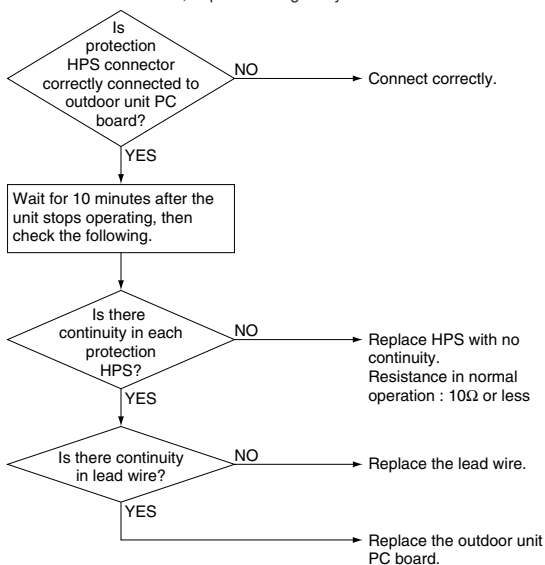 Is
protection
HPS connector
correctly connected to
outdoor unit PC
board?
NO
Connect correctly.
YES
Wait for 10 minutes after the
unit stops operating, then
check the following.
Is there
continuity in each
protection
HPS?
NO
Replace HPS with no
continuity.
Resistance in normal
operation : 10Ω or less
YES
Is there continuity
in lead wire?
NO
Replace the lead wire.
YES
Replace the outdoor unit
PC board.